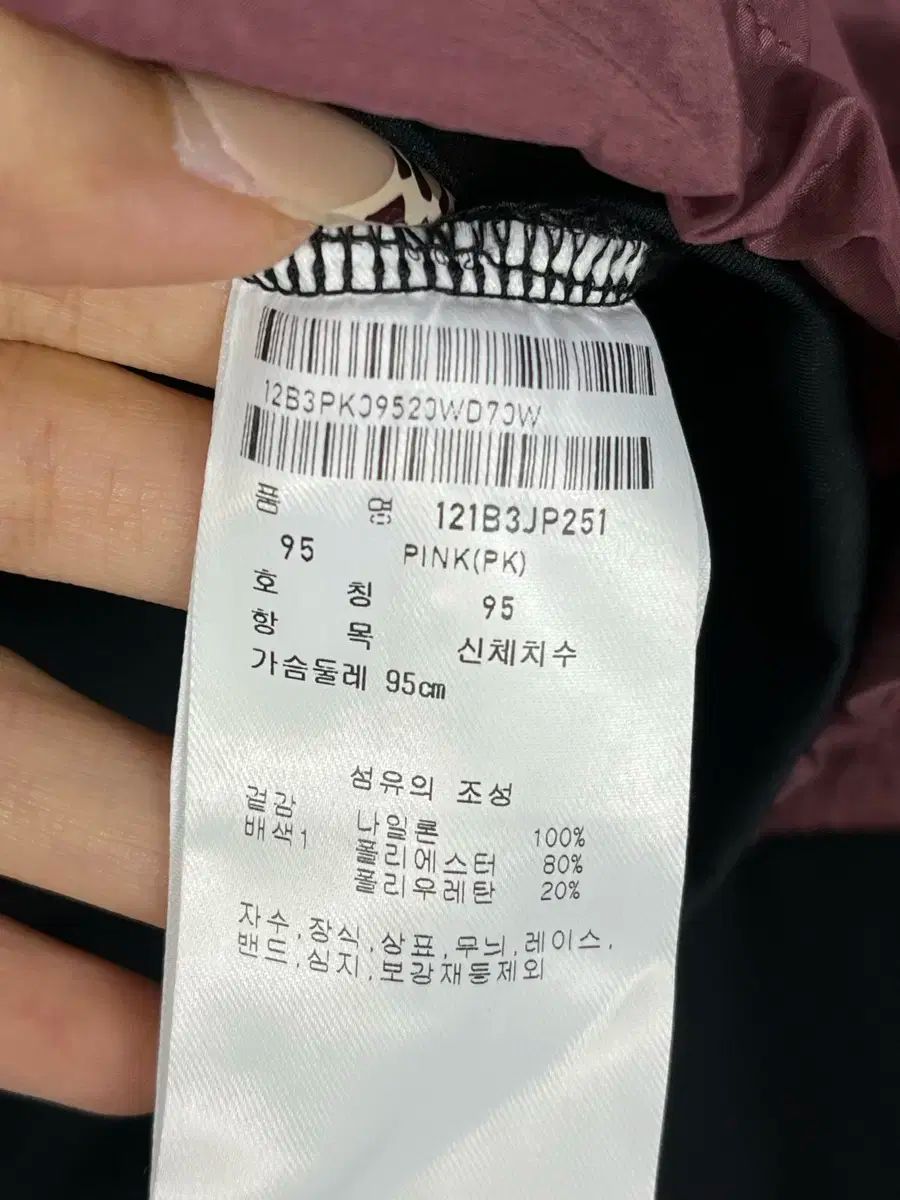 12B3PK09520WD70W
품 명 121B3JP251
95 PINK(PK)
호 칭 95
항 목 신체치수
가슴둘레 95cm
섬유의 조성
겉감 나일론 100%
배색1 폴리에스터 80%
폴리우레탄 20%
자수,장식,상표,무늬,레이스,
밴드,심지,보강재등제외